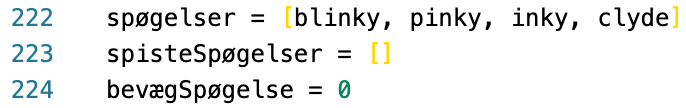 222 spøgelser = [blinky, pinky, inky, clyde]
223 spisteSpøgelser = []
224 bevægSpøgelse = 0